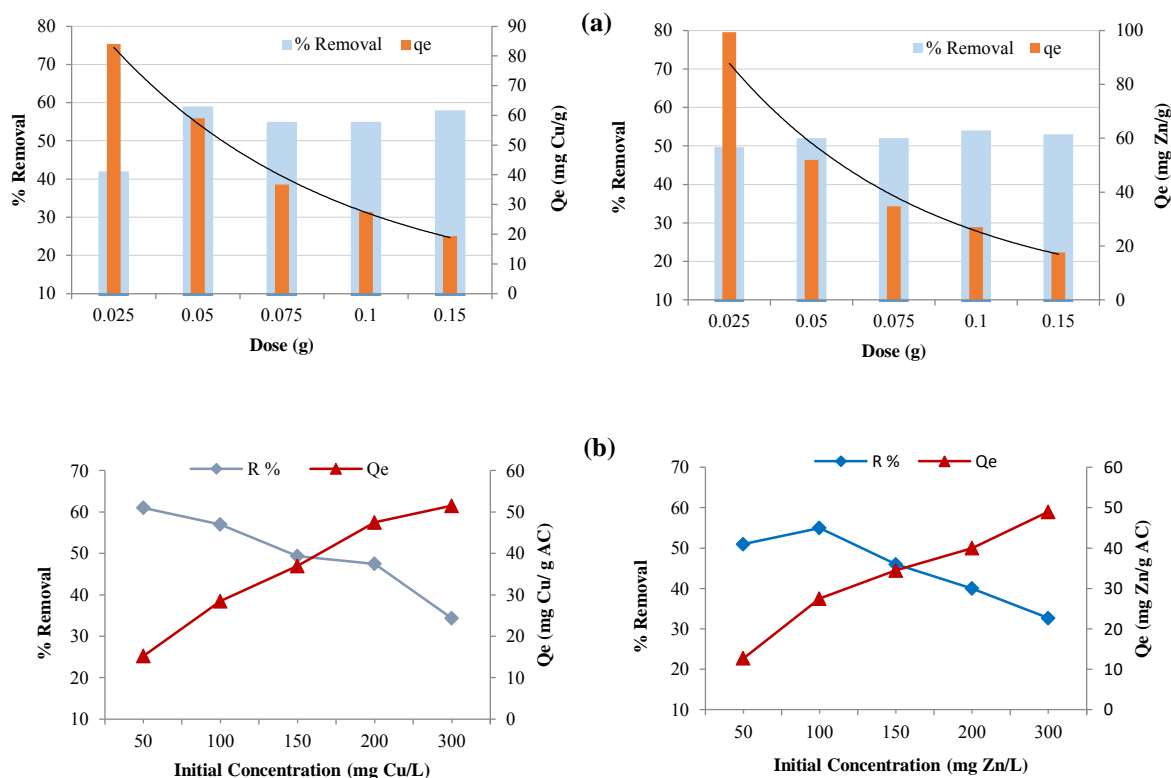 (a)
% Removal qe
80
70
60
50
40
30
20
10
% Removal
90
80
70
60
50
40
30
20
10
0
Qe (mg Cu/g)
0.025 0.05 0.075 0.1 0.15
Dose (g)
% Removal qe
80
70
60
50
40
30
20
10
% Removal
100
80
60
40
20
0
Qe (mg Zn/g)
0.025 0.05 0.075 0.1 0.15
Dose (g)
(b)
R % Qe
70
60
50
40
30
20
10
% Removal
60
50
40
30
20
10
0
Qe (mg Cu/ g AC)
50 100 150 200 300
Initial Concentration (mg Cu/L)
R % Qe
70
60
50
40
30
20
10
% Removal
60
50
40
30
20
10
0
Qe (mg Zn/g AC)
50 100 150 200 300
Initial Concentration (mg Zn/L)